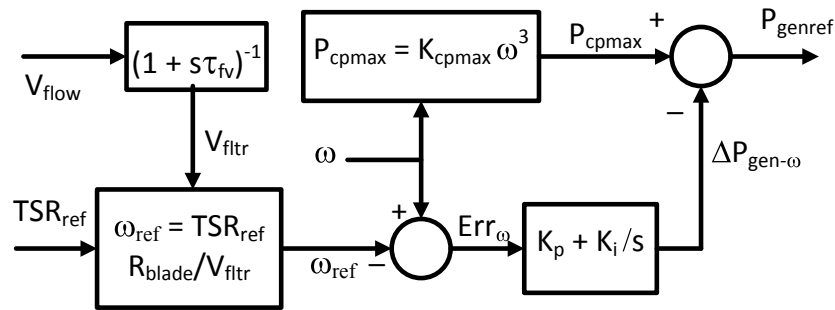 (1 + sτfv)⁻¹
Pcpmax = Kcpmax ω³
Pcpmax
+
Pgenref
Vflow
Vfltr
ω
−
ΔPgen-ω
TSRref
ωref = TSRref
Rblade/Vfltr
ωref
+
−
Errω
Kp + Ki /s